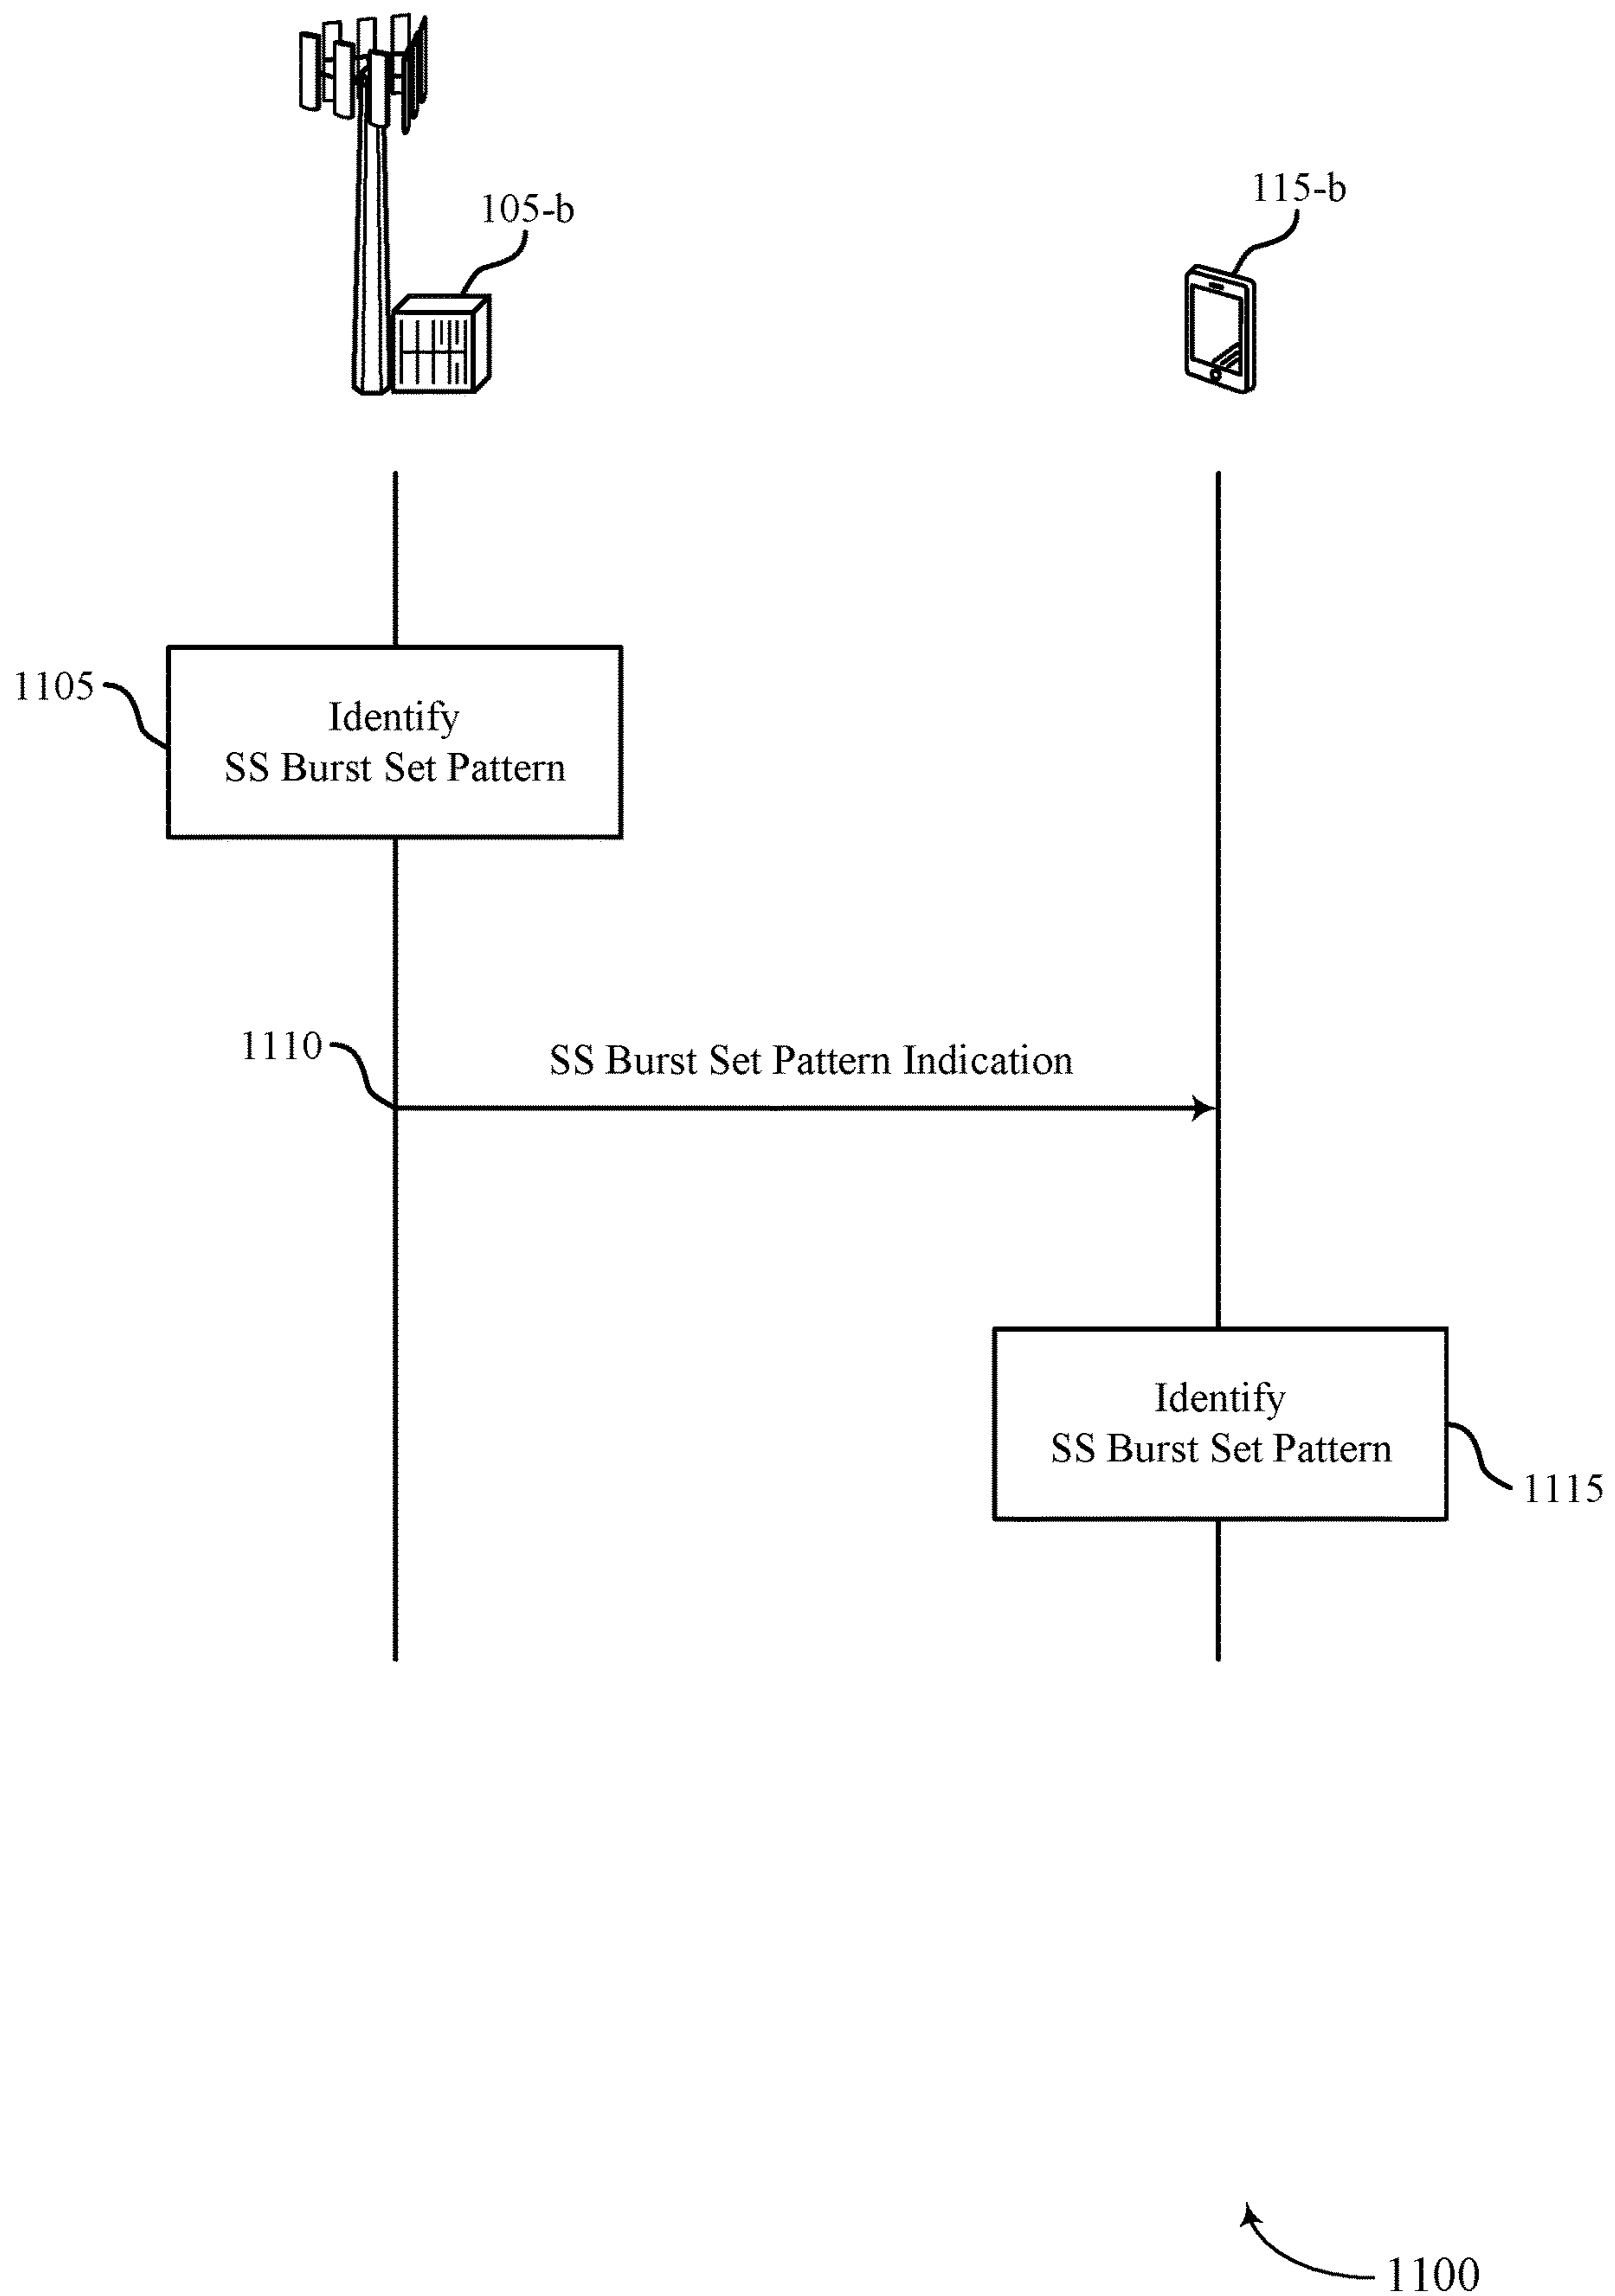 105-b
115-b
1105
Identify
SS Burst Set Pattern
1110
SS Burst Set Pattern Indication
Identify
SS Burst Set Pattern
1115
1100